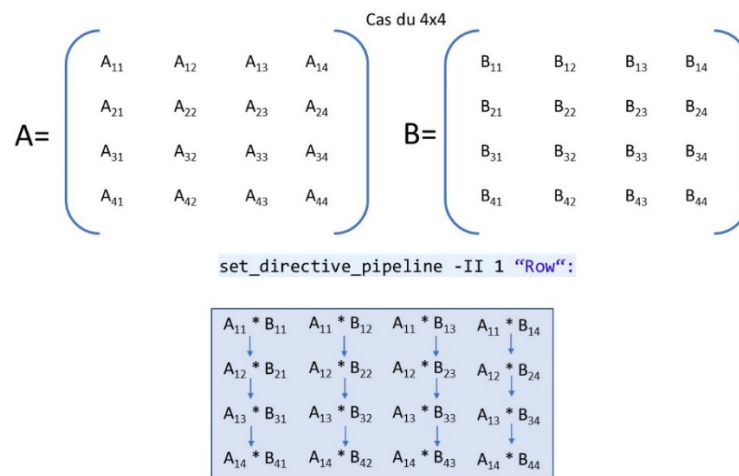 Cas du 4x4
A₁₁ A₁₂ A₁₃ A₁₄ B₁₁ B₁₂ B₁₃ B₁₄
A₂₁ A₂₂ A₂₃ A₂₄ B₂₁ B₂₂ B₂₃ B₂₄
A= B=
A₃₁ A₃₂ A₃₃ A₃₄ B₃₁ B₃₂ B₃₃ B₃₄
A₄₁ A₄₂ A₄₃ A₄₄ B₄₁ B₄₂ B₄₃ B₄₄
set_directive_pipeline -II 1 “Row“:
A₁₁ * B₁₁ A₁₁ * B₁₂ A₁₁ * B₁₃ A₁₁ * B₁₄
A₁₂ * B₂₁ A₁₂ * B₂₂ A₁₂ * B₂₃ A₁₂ * B₂₄
A₁₃ * B₃₁ A₁₃ * B₃₂ A₁₃ * B₃₃ A₁₃ * B₃₄
A₁₄ * B₄₁ A₁₄ * B₄₂ A₁₄ * B₄₃ A₁₄ * B₄₄